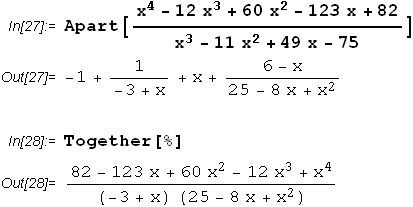 In[27]:= Apart[(x^4 - 12 x^3 + 60 x^2 - 123 x + 82)/(x^3 - 11 x^2 + 49 x - 75)]
Out[27]= -1 + 1/(-3 + x) + x + (6 - x)/(25 - 8 x + x^2)
In[28]:= Together[%]
Out[28]= (82 - 123 x + 60 x^2 - 12 x^3 + x^4)/((-3 + x) (25 - 8 x + x^2))